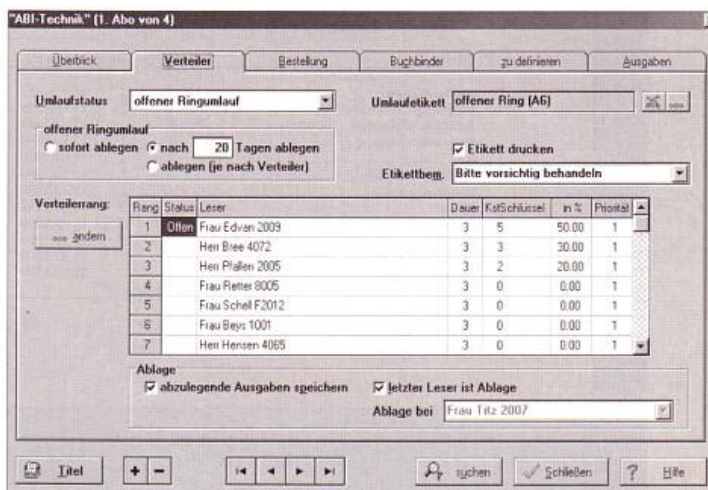 "ABI-Technik" (1. Abo von 4)
Überblick Verteiler Bestellung Buchbinder zu definieren Ausgaben
Umlaufstatus offener Ringumlauf Umlaufetikett offener Ring (A6)
offener Ringumlauf
sofort ablegen nach 20 Tagen ablegen
ablegen (je nach Verteiler)
Etikett drucken
Etikettbem. Bitte vorsichtig behandeln
Verteilerrang:
ändern
Rang Status Leser Dauer KstSchlüssel in % Priorität
1 Offen Frau Edvan 2009 3 5 50.00 1
2 Herr Bree 4072 3 3 30.00 1
3 Herr Pfallen 2005 3 2 20.00 1
4 Frau Retter 8005 3 0 0.00 1
5 Frau Schell F2012 3 0 0.00 1
6 Frau Beys 1001 3 0 0.00 1
7 Herr Hensen 4065 3 0 0.00 1
Ablage
abzulegende Ausgaben speichern letzter Leser ist Ablage
Ablage bei Frau Titz 2007
Titel + - suchen Schließen ? Hilfe